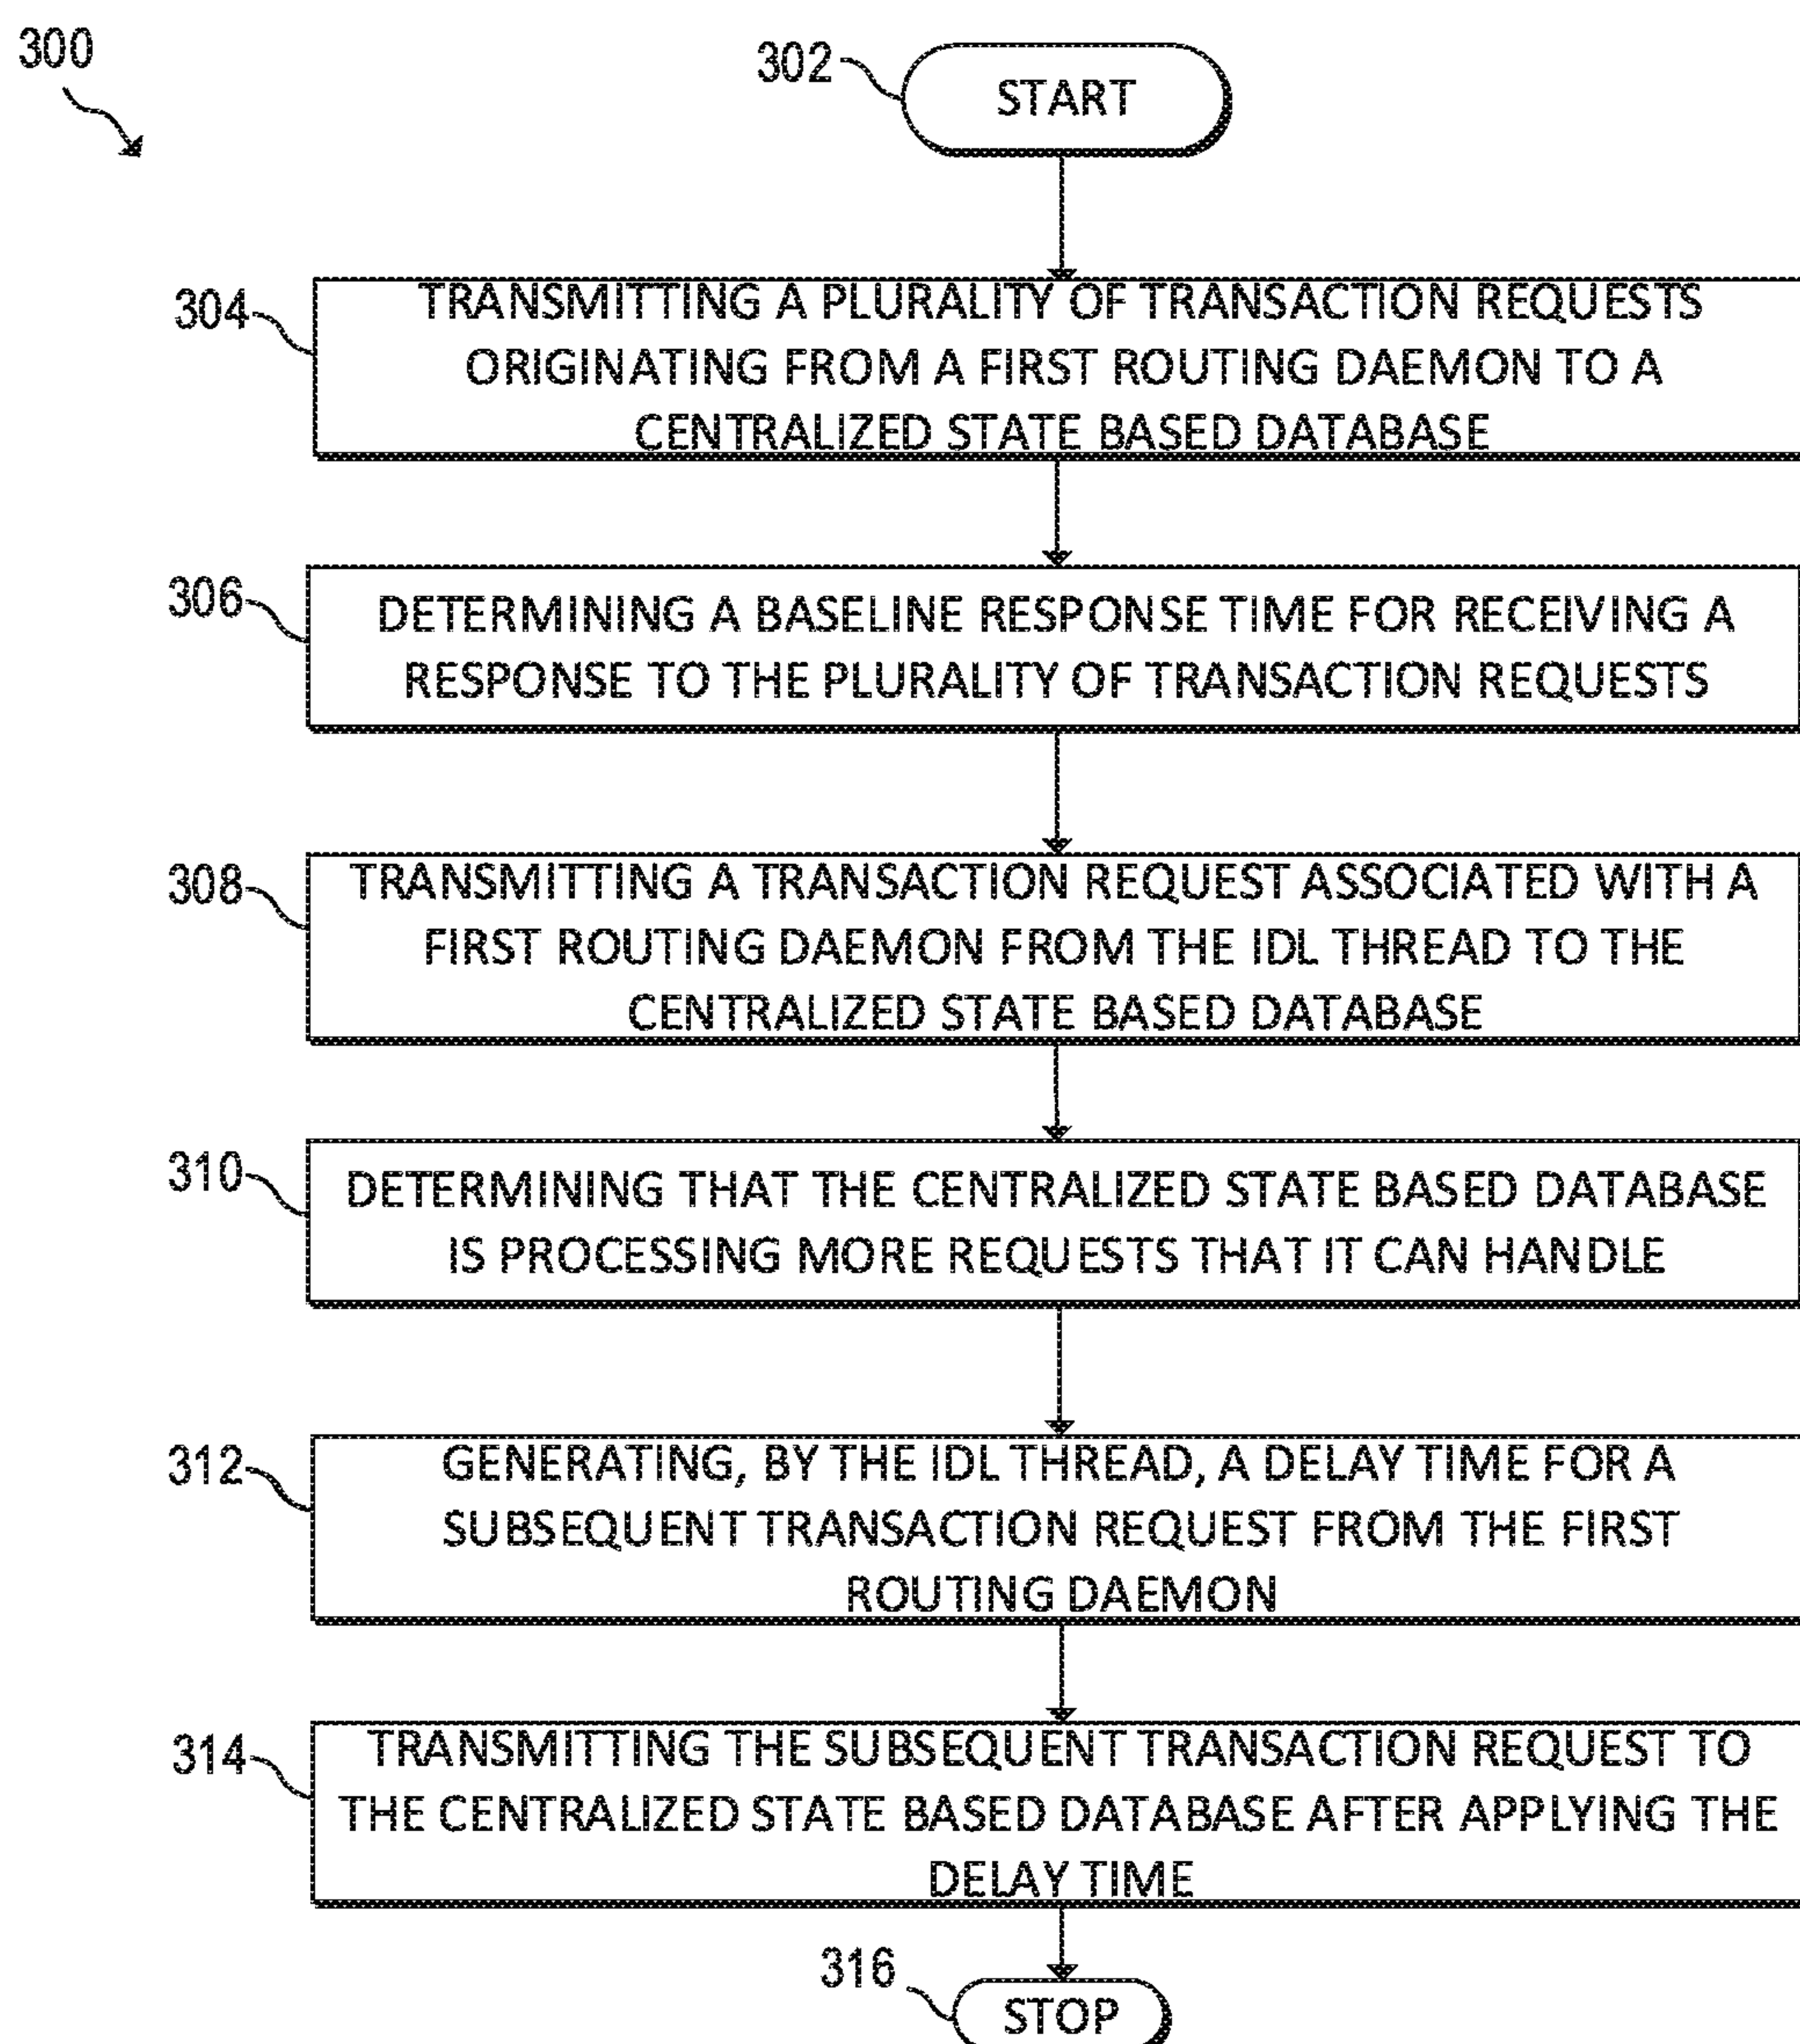 300
302
START
304
TRANSMITTING A PLURALITY OF TRANSACTION REQUESTS
ORIGINATING FROM A FIRST ROUTING DAEMON TO A
CENTRALIZED STATE BASED DATABASE
306
DETERMINING A BASELINE RESPONSE TIME FOR RECEIVING A
RESPONSE TO THE PLURALITY OF TRANSACTION REQUESTS
308
TRANSMITTING A TRANSACTION REQUEST ASSOCIATED WITH A
FIRST ROUTING DAEMON FROM THE IDL THREAD TO THE
CENTRALIZED STATE BASED DATABASE
310
DETERMINING THAT THE CENTRALIZED STATE BASED DATABASE
IS PROCESSING MORE REQUESTS THAT IT CAN HANDLE
312
GENERATING, BY THE IDL THREAD, A DELAY TIME FOR A
SUBSEQUENT TRANSACTION REQUEST FROM THE FIRST
ROUTING DAEMON
314
TRANSMITTING THE SUBSEQUENT TRANSACTION REQUEST TO
THE CENTRALIZED STATE BASED DATABASE AFTER APPLYING THE
DELAY TIME
316
STOP